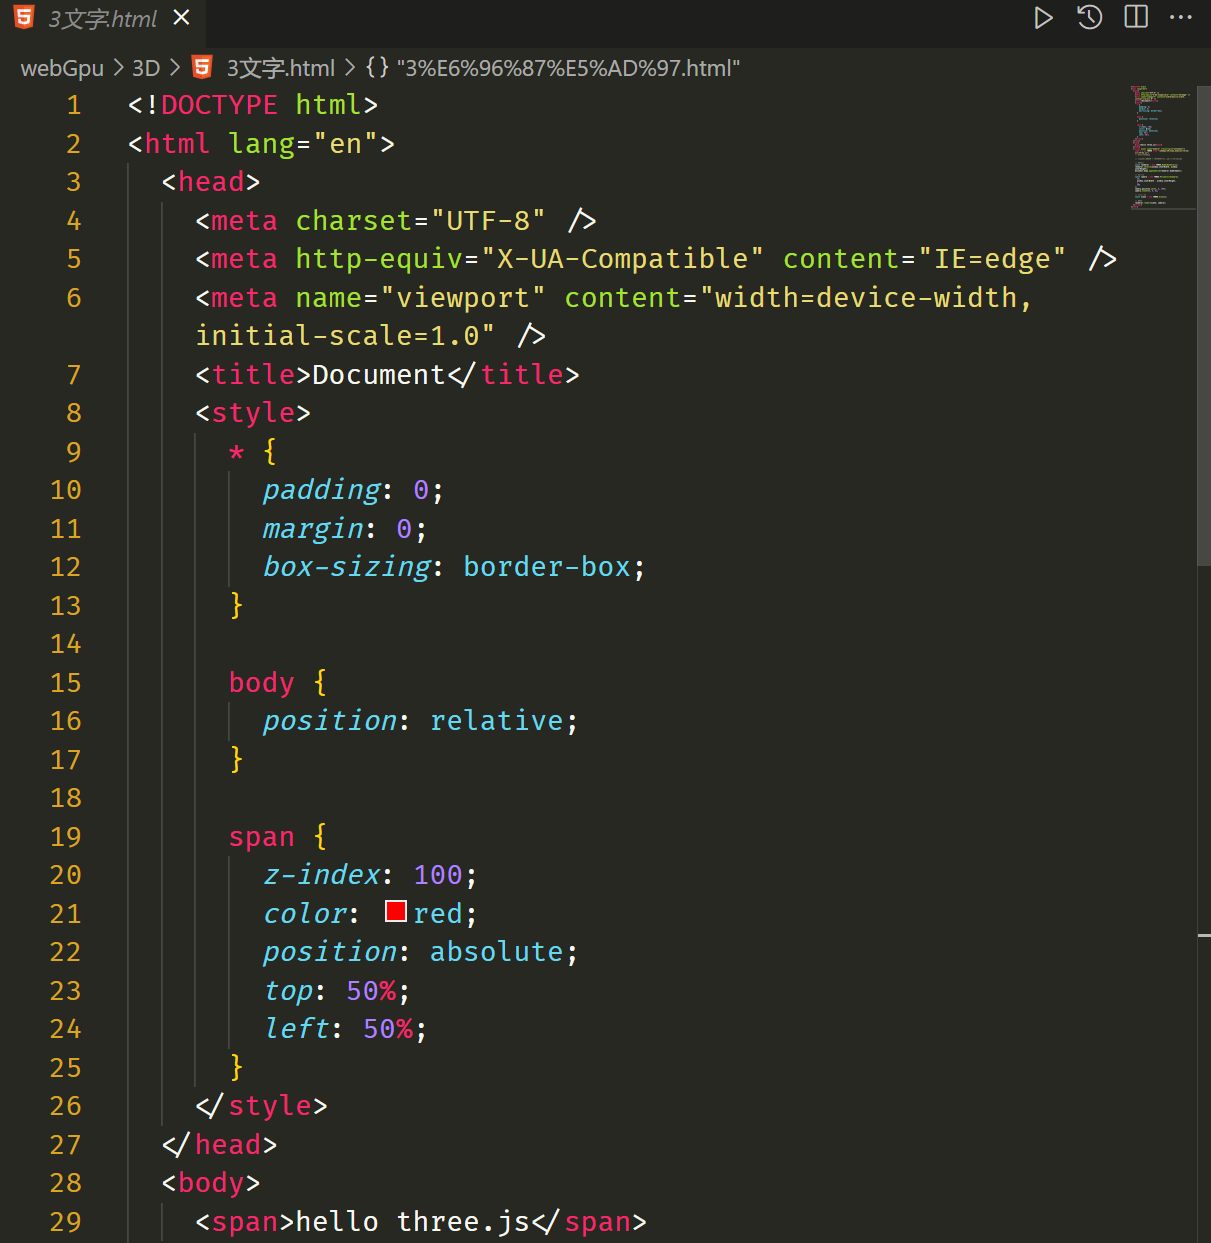 3文字.html
webGpu > 3D > 3文字.html > {} "3%E6%96%87%E5%AD%97.html"
1 <!DOCTYPE html>
2 <html lang="en">
3 <head>
4 <meta charset="UTF-8" />
5 <meta http-equiv="X-UA-Compatible" content="IE=edge" />
6 <meta name="viewport" content="width=device-width,
initial-scale=1.0" />
7 <title>Document</title>
8 <style>
9 * {
10 padding: 0;
11 margin: 0;
12 box-sizing: border-box;
13 }
14
15 body {
16 position: relative;
17 }
18
19 span {
20 z-index: 100;
21 color: red;
22 position: absolute;
23 top: 50%;
24 left: 50%;
25 }
26 </style>
27 </head>
28 <body>
29 <span>hello three.js</span>